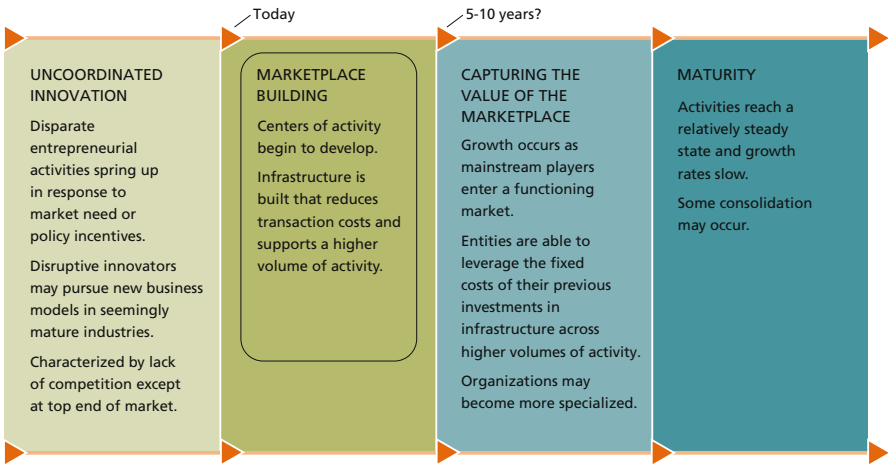 Today
5-10 years?
UNCOORDINATED
INNOVATION
Disparate
entrepreneurial
activities spring up
in response to
market need or
policy incentives.
Disruptive innovators
may pursue new business
models in seemingly
mature industries.
Characterized by lack
of competition except
at top end of market.
MARKETPLACE
BUILDING
Centers of activity
begin to develop.
Infrastructure is
built that reduces
transaction costs and
supports a higher
volume of activity.
CAPTURING THE
VALUE OF THE
MARKETPLACE
Growth occurs as
mainstream players
enter a functioning
market.
Entities are able to
leverage the fixed
costs of their previous
investments in
infrastructure across
higher volumes of activity.
Organizations may
become more specialized.
MATURITY
Activities reach a
relatively steady
state and growth
rates slow.
Some consolidation
may occur.